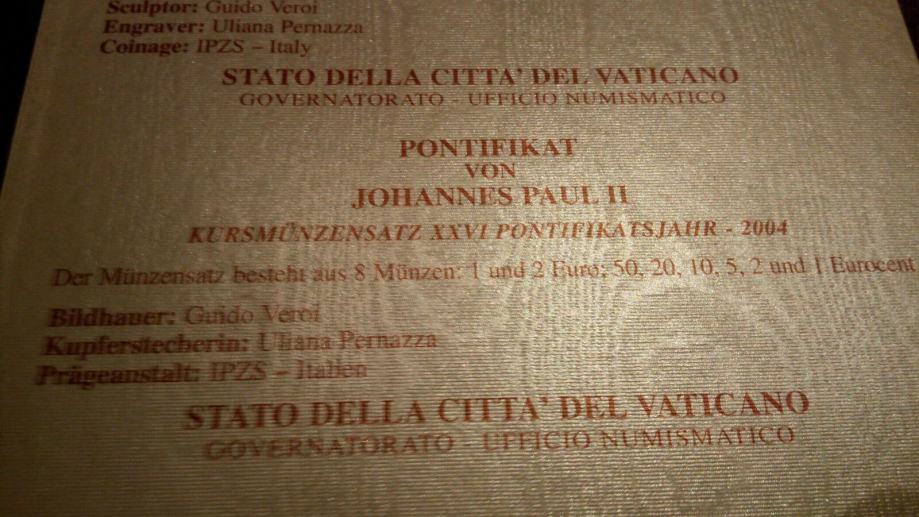 Sculptor: Guido Veroi
Engraver: Uliana Pernazza
Coinage: IPZS – Italy
STATO DELLA CITTA' DEL VATICANO
GOVERNATORATO - UFFICIO NUMISMATICO
PONTIFIKAT
VON
JOHANNES PAUL II
KURSMÜNZENSATZ XXVI PONTIFIKATSJAHR - 2004
Der Münzensatz besteht aus 8 Münzen: 1 und 2 Euro; 50, 20, 10, 5, 2 und 1 Eurocent
Bildhauer: Guido Veroi
Kupferstecherin: Uliana Pernazza
Prägeanstalt: IPZS – Italien
STATO DELLA CITTA' DEL VATICANO
GOVERNATORATO - UFFICIO NUMISMATICO